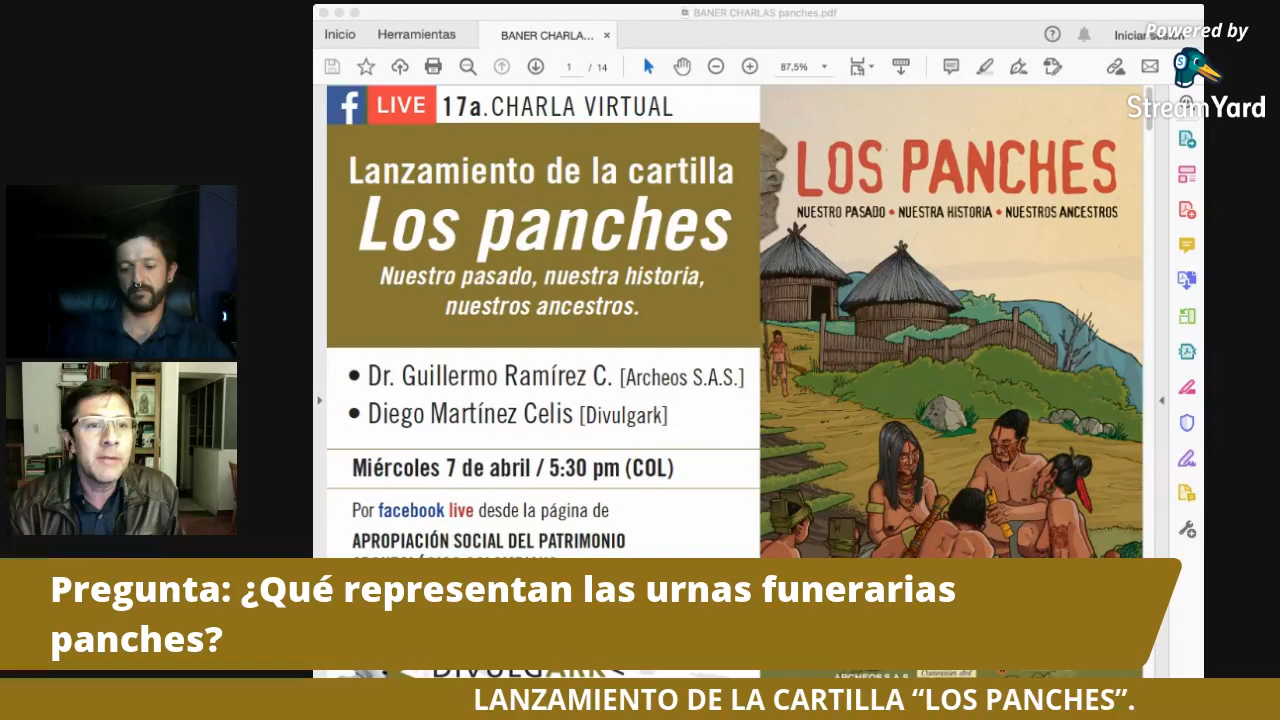 BANER CHARLAS panches.pdf
Inicio
Herramientas
BANER CHARLA... ×
Powered by
1 / 14
87,5%
StreamYard
f LIVE 17a.CHARLA VIRTUAL
Lanzamiento de la cartilla
Los panches
Nuestro pasado, nuestra historia,
nuestros ancestros.
• Dr. Guillermo Ramírez C. [Archeos S.A.S.]
• Diego Martínez Celis [Divulgark]
Miércoles 7 de abril / 5:30 pm (COL)
Por facebook live desde la página de
APROPIACIÓN SOCIAL DEL PATRIMONIO
LOS PANCHES
NUESTRO PASADO • NUESTRA HISTORIA • NUESTROS ANCESTROS
Pregunta: ¿Qué representan las urnas funerarias
panches?
DIVULGARK
ARCHEOS S.A.S.
LANZAMIENTO DE LA CARTILLA “LOS PANCHES”.